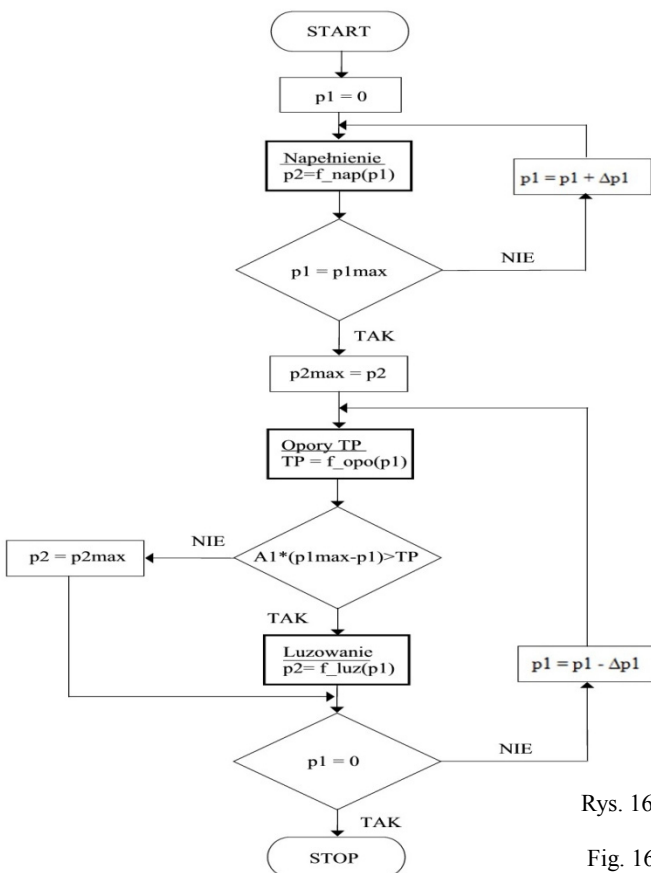 START
p1 = 0
Napełnienie
p2=f_nap(p1)
p1 = p1 + Δp1
p1 = p1max
NIE
TAK
p2max = p2
Opory TP
TP = f_opo(p1)
NIE
p2 = p2max
A1*(p1max-p1)>TP
TAK
Luzowanie
p2= f_luz(p1)
p1 = p1 - Δp1
p1 = 0
NIE
TAK
STOP
Rys. 16
Fig. 16